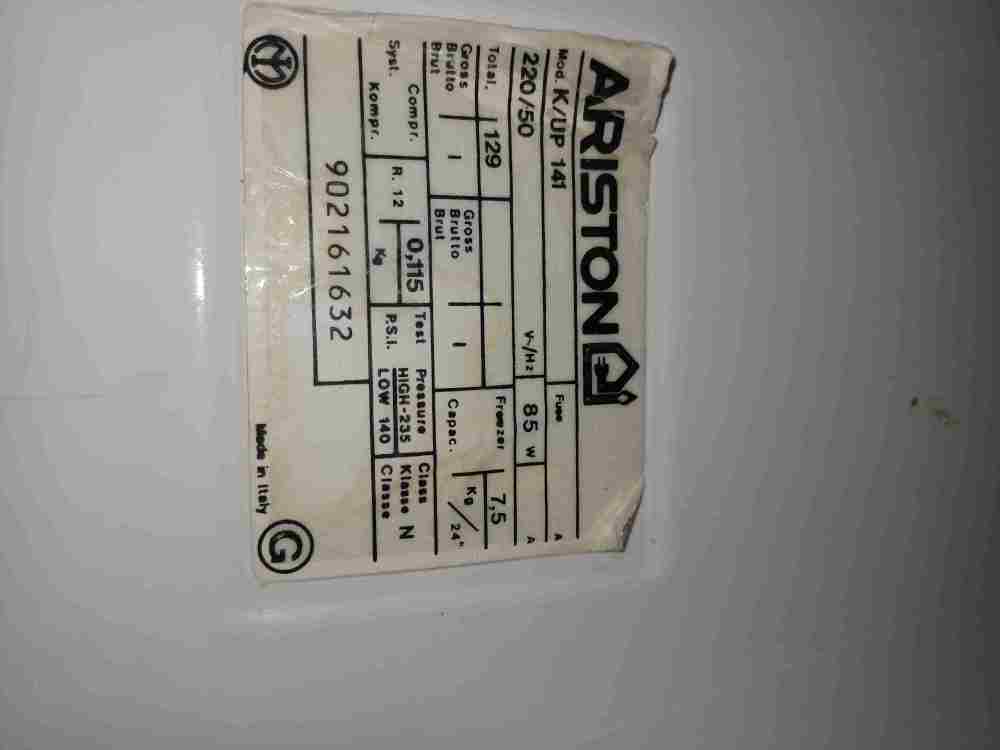 ARISTON
Mod. K/UP 141 Fuse A
220/50 V~/Hz 85 W A
Total. 129 Freezer 7,5
Gross Brutto Brut l Gross Brutto Brut l Capac. Kg/24"
Syst. Compr. Kompr. R. 12 0,115 Kg Test Pressure P.S.I. HIGH-235 LOW 140 Class Klasse N Classe
902161632
Made in Italy G